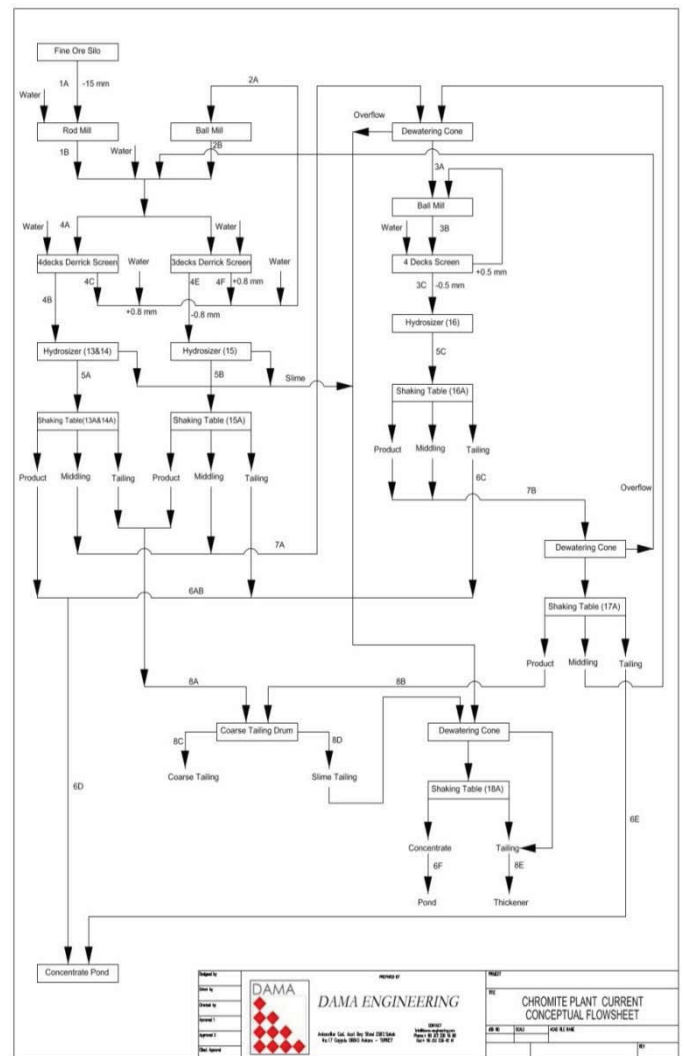 Fine Ore Silo
1A
-15 mm
2A
Water
Overflow
Rod Mill
Ball Mill
Dewatering Cone
1B
Water
2B
3A
Ball Mill
Water
4A
Water
Water
3B
4decks Derrick Screen
3decks Derrick Screen
4 Decks Screen
4C
Water
4E
4F
+0.8 mm
Water
+0.5 mm
3C
-0.5 mm
4B
+0.8 mm
-0.8 mm
Hydrosizer (16)
Hydrosizer (13&14)
Hydrosizer (15)
5C
5A
5B
Slime
Shaking Table (16A)
Shaking Table(13A&14A)
Shaking Table (15A)
Product
Middling
Tailing
Product
Middling
Tailing
Product
Middling
Tailing
6C
7B
Overflow
7A
Dewatering Cone
6AB
Shaking Table (17A)
Product
Middling
Tailing
8A
8B
Coarse Tailing Drum
Dewatering Cone
8C
8D
Coarse Tailing
Slime Tailing
6D
Shaking Table (18A)
6E
Concentrate
Tailing
6F
8E
Pond
Thickener
Concentrate Pond
PREPARED BY
PROJECT
DAMA
DAMA ENGINEERING
TITLE
CHROMITE PLANT CURRENT
CONCEPTUAL FLOWSHEET
CONTACT
SCALE
REV